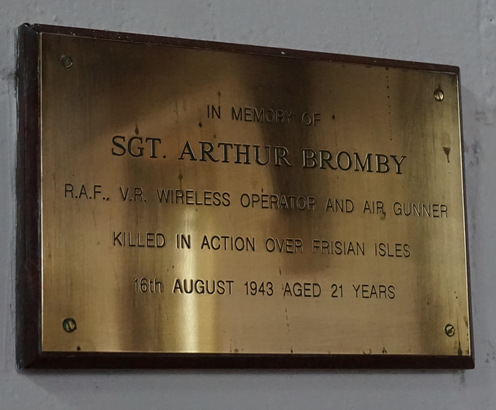 IN MEMORY OF
SGT. ARTHUR BROMBY
R.A.F., V.R. WIRELESS OPERATOR AND AIR GUNNER
KILLED IN ACTION OVER FRISIAN ISLES
16th AUGUST 1943 AGED 21 YEARS